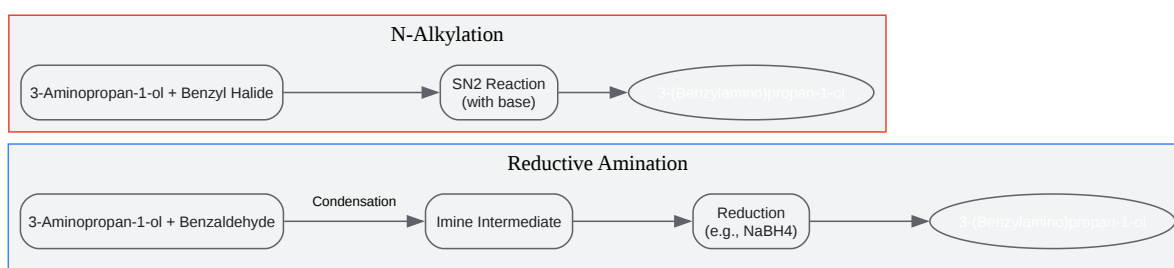 N-Alkylation
3-Aminopropan-1-ol + Benzyl Halide
SN2 Reaction
(with base)
3-(Benzylamino)propan-1-ol
Reductive Amination
3-Aminopropan-1-ol + Benzaldehyde
Condensation
Imine Intermediate
Reduction
(e.g., NaBH4)
3-(Benzylamino)propan-1-ol